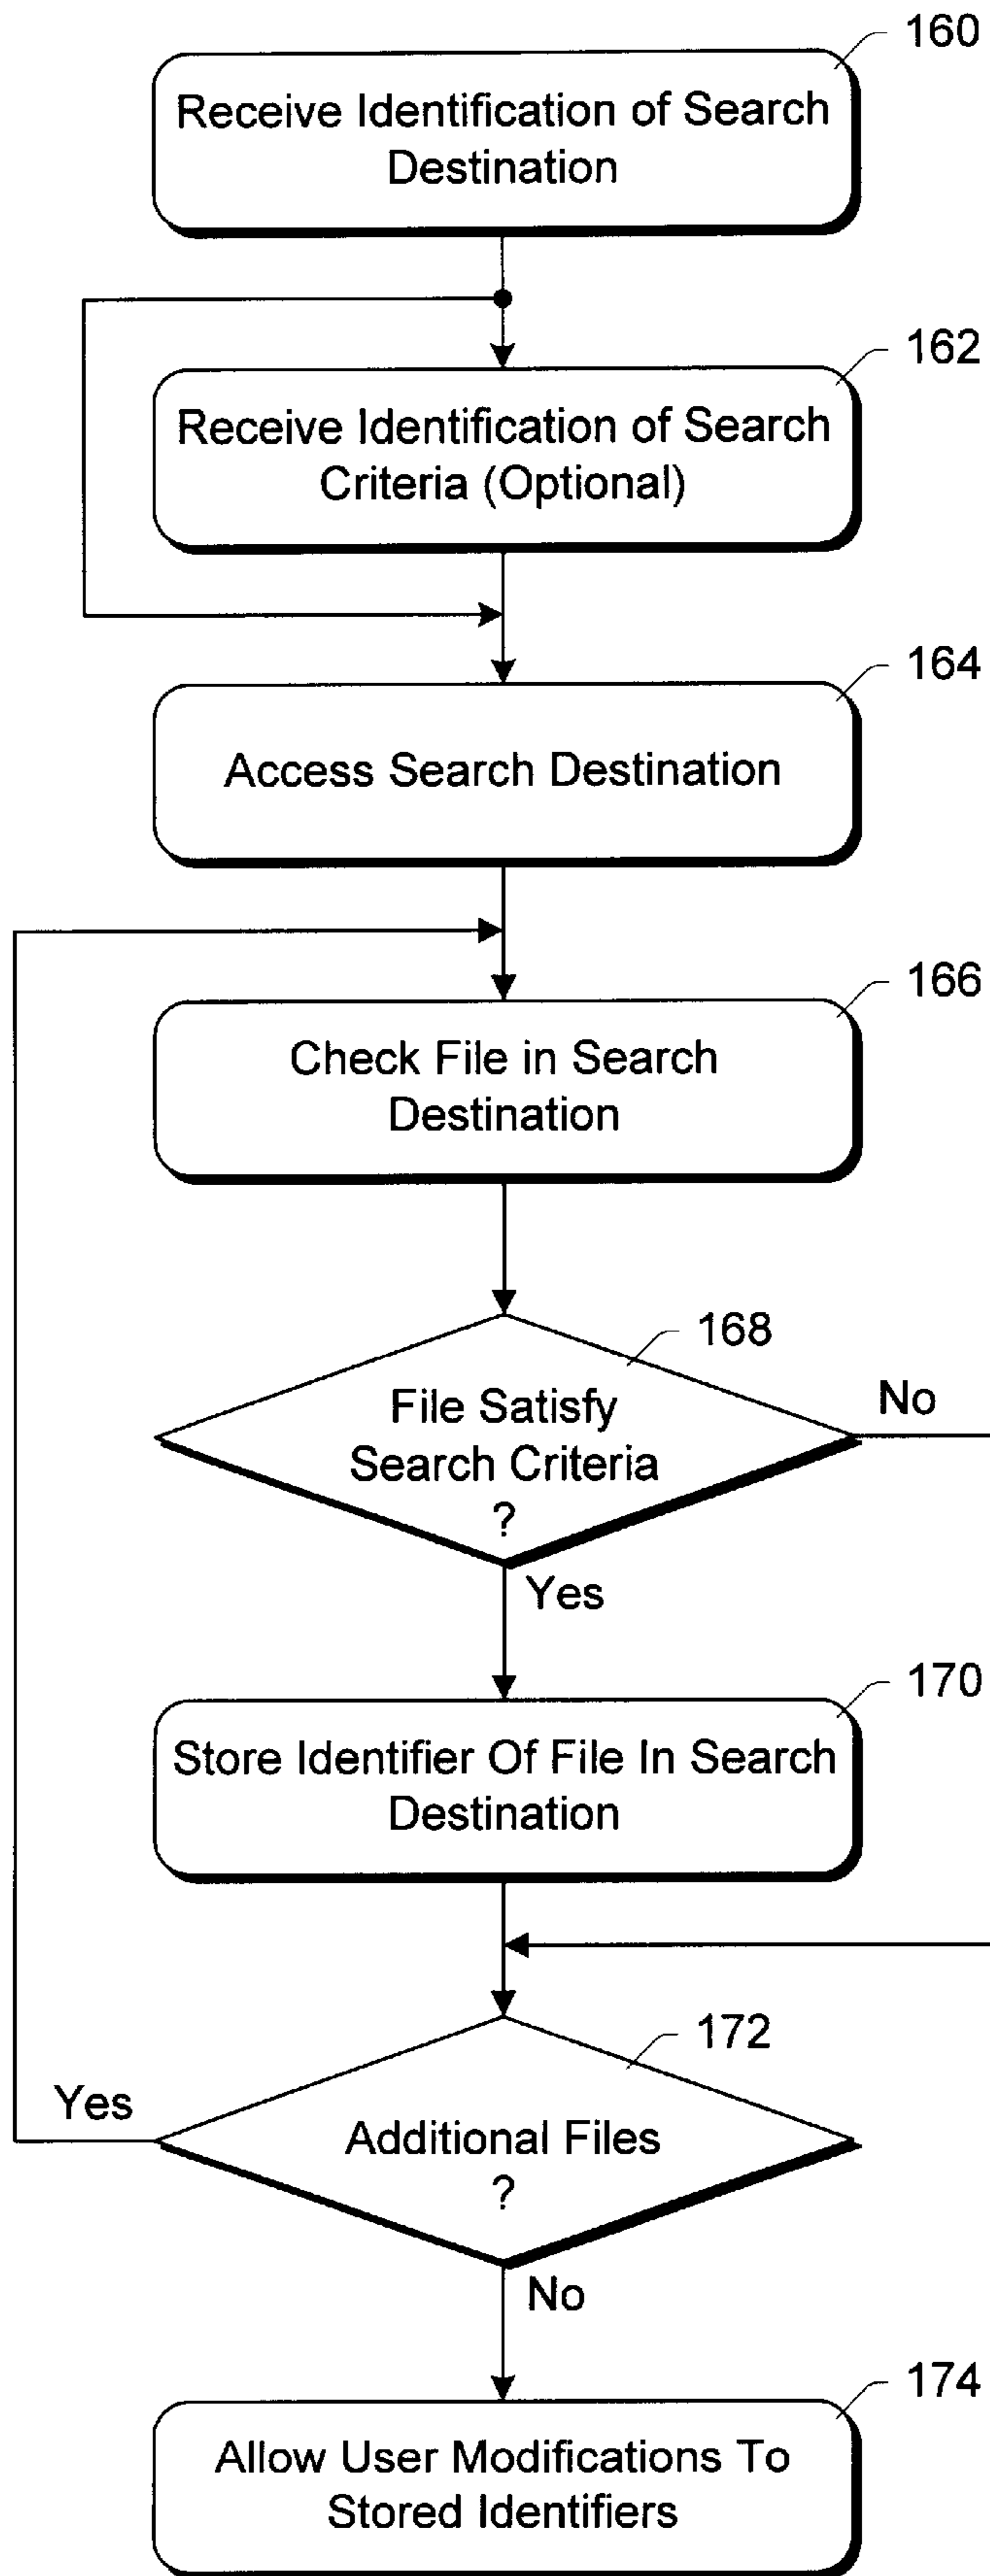 160
Receive Identification of Search
Destination
162
Receive Identification of Search
Criteria (Optional)
164
Access Search Destination
166
Check File in Search
Destination
168
File Satisfy
Search Criteria
?
No
Yes
170
Store Identifier Of File In Search
Destination
172
Yes
Additional Files
?
No
174
Allow User Modifications To
Stored Identifiers